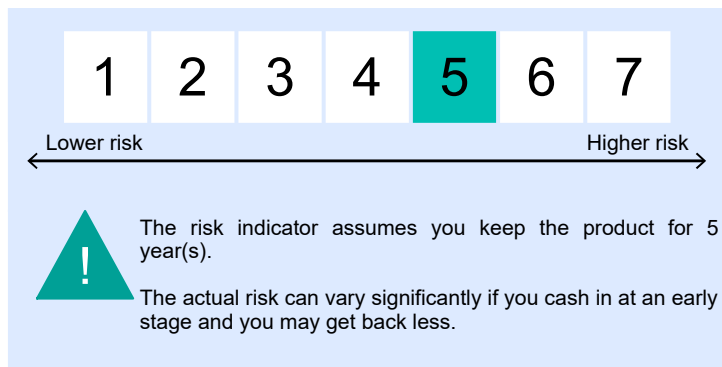 1 2 3 4 5 6 7
Lower risk Higher risk
The risk indicator assumes you keep the product for 5
year(s).
!
The actual risk can vary significantly if you cash in at an early
stage and you may get back less.